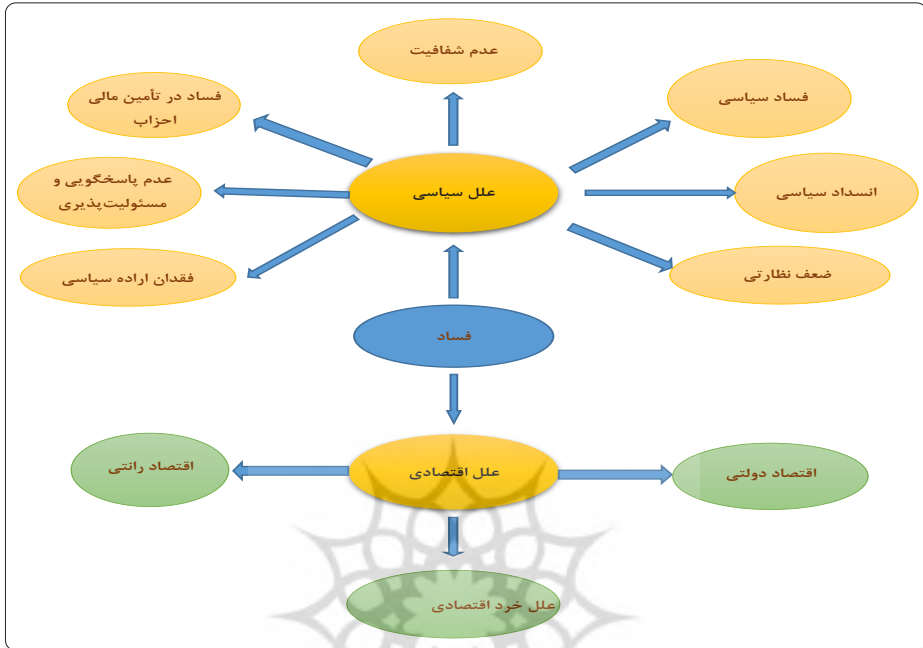 عدم شفافیت
فساد سیاسی
فساد در تأمین مالی
احزاب
علل سیاسی
انسداد سیاسی
عدم پاسخگویی و
مسئولیت‌پذیری
ضعف نظارتی
فقدان اراده سیاسی
فساد
اقتصاد دولتی
علل اقتصادی
اقتصاد رانتی
علل خرد اقتصادی